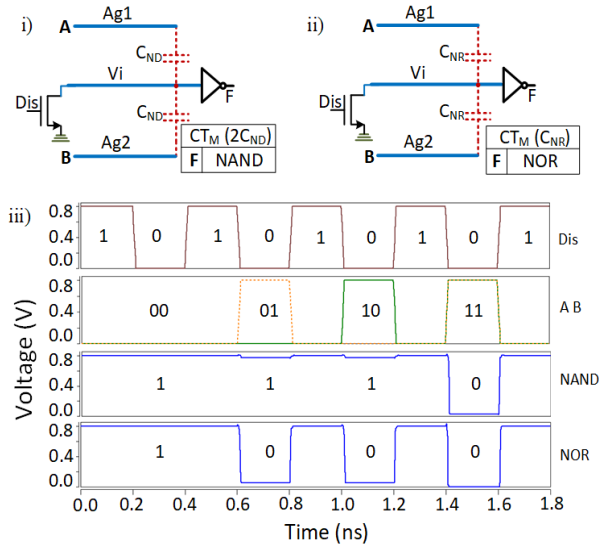 i)
A Ag1
C_ND
Vi
Dis
F
C_ND
B Ag2
CT_M (2C_ND)
F NAND
ii)
A Ag1
C_NR
Vi
Dis
F
C_NR
B Ag2
CT_M (C_NR)
F NOR
iii)
Voltage (V)
0.8 0.4 0.0
1 0 1 0 1 0 1 0 1
Dis
0.8 0.4 0.0
00 01 10 11
A B
0.8 0.4 0.0
1 1 1 0
NAND
0.8 0.4 0.0
1 0 0 0
NOR
0.0 0.2 0.4 0.6 0.8 1.0 1.2 1.4 1.6 1.8
Time (ns)